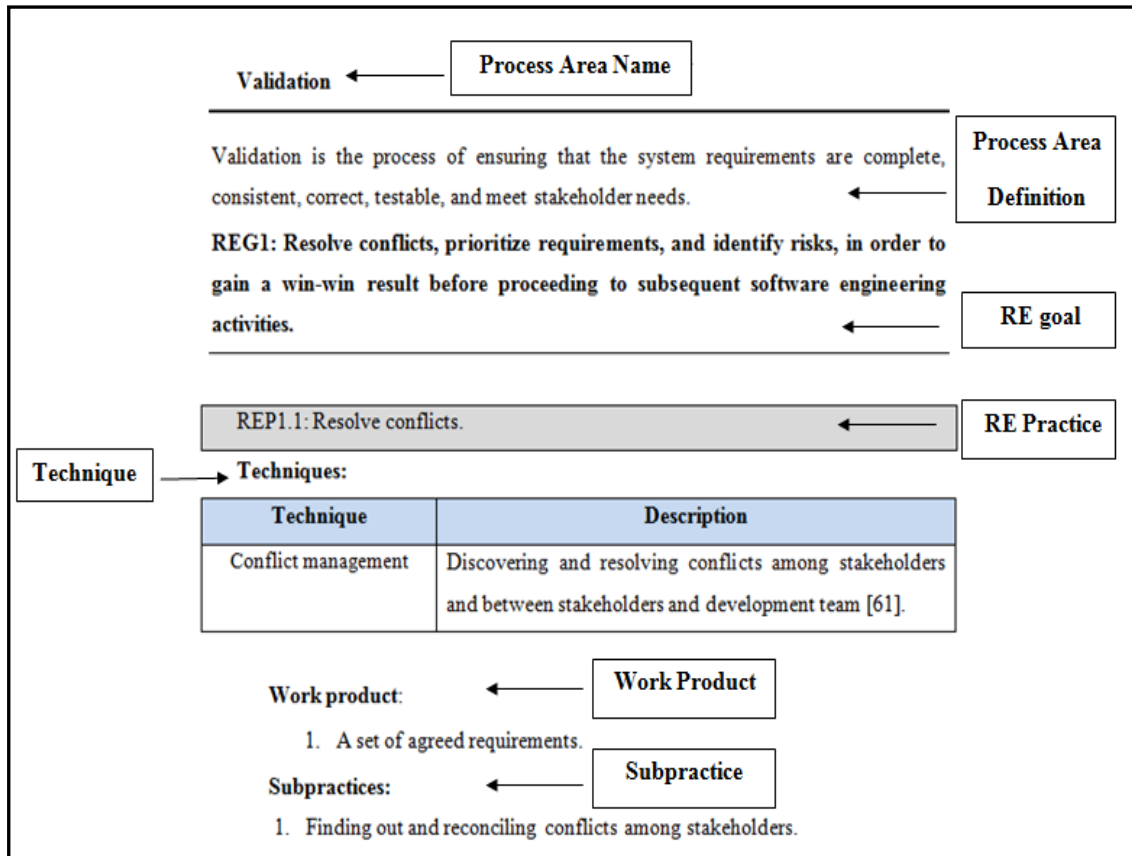 Validation
Process Area Name
Validation is the process of ensuring that the system requirements are complete,
consistent, correct, testable, and meet stakeholder needs.
Process Area
Definition
REG1: Resolve conflicts, prioritize requirements, and identify risks, in order to
gain a win-win result before proceeding to subsequent software engineering
activities.
RE goal
REP1.1: Resolve conflicts.
RE Practice
Technique
Techniques:
Technique
Description
Conflict management
Discovering and resolving conflicts among stakeholders
and between stakeholders and development team [61].
Work product:
Work Product
1. A set of agreed requirements.
Subpractices:
Subpractice
1. Finding out and reconciling conflicts among stakeholders.